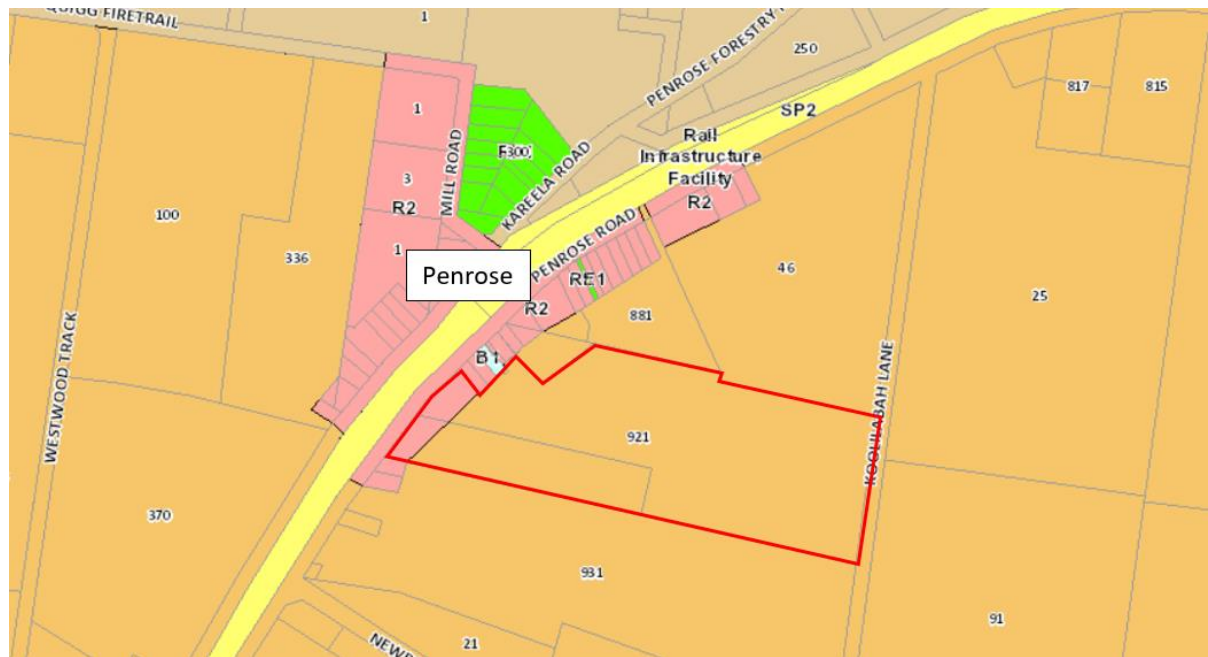 QUIGG FIRETRAIL
1
PENROSE FORESTRY
250
817
815
SP2
Rail
Infrastructure
Facility
1
MILL ROAD
300
KAREELA ROAD
3
R2
R2
100
1
PENROSE ROAD
46
336
Penrose
RE1
25
R2
881
WESTWOOD TRACK
B1
KOOLILABAH LANE
921
370
931
91
21